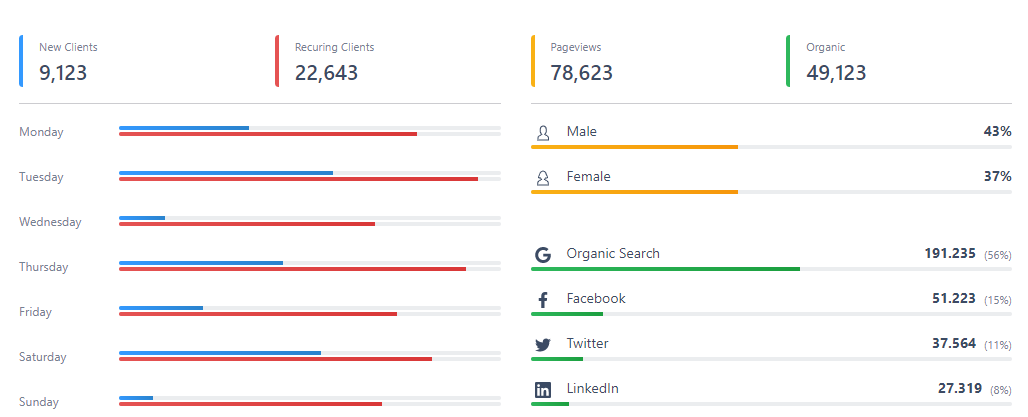 New Clients
9,123
Recuring Clients
22,643
Pageviews
78,623
Organic
49,123
Monday
Tuesday
Wednesday
Thursday
Friday
Saturday
Sunday
Male 43%
Female 37%
Organic Search 191.235 (56%)
Facebook 51.223 (15%)
Twitter 37.564 (11%)
LinkedIn 27.319 (8%)